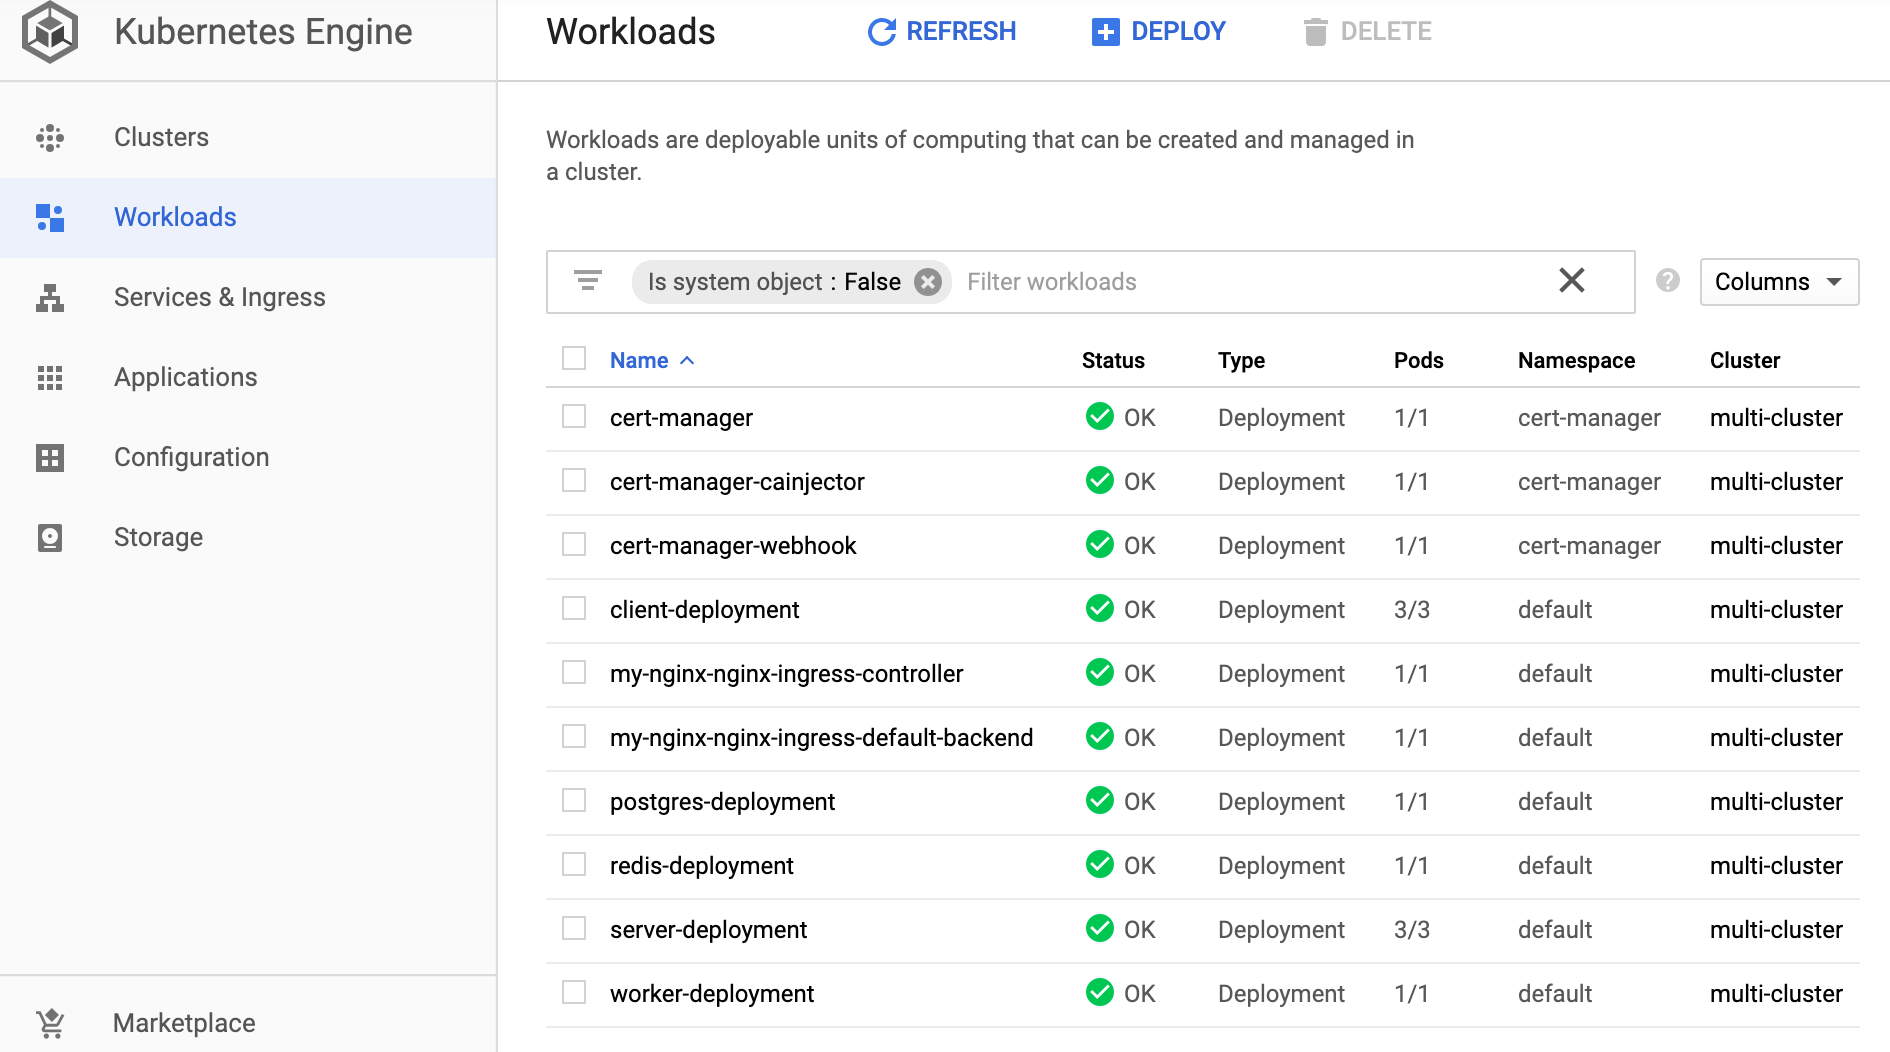 Kubernetes Engine
Workloads REFRESH DEPLOY DELETE
Clusters
Workloads
Services & Ingress
Applications
Configuration
Storage
Marketplace
Workloads are deployable units of computing that can be created and managed in
a cluster.
Is system object : False Filter workloads Columns
Name Status Type Pods Namespace Cluster
cert-manager OK Deployment 1/1 cert-manager multi-cluster
cert-manager-cainjector OK Deployment 1/1 cert-manager multi-cluster
cert-manager-webhook OK Deployment 1/1 cert-manager multi-cluster
client-deployment OK Deployment 3/3 default multi-cluster
my-nginx-nginx-ingress-controller OK Deployment 1/1 default multi-cluster
my-nginx-nginx-ingress-default-backend OK Deployment 1/1 default multi-cluster
postgres-deployment OK Deployment 1/1 default multi-cluster
redis-deployment OK Deployment 1/1 default multi-cluster
server-deployment OK Deployment 3/3 default multi-cluster
worker-deployment OK Deployment 1/1 default multi-cluster